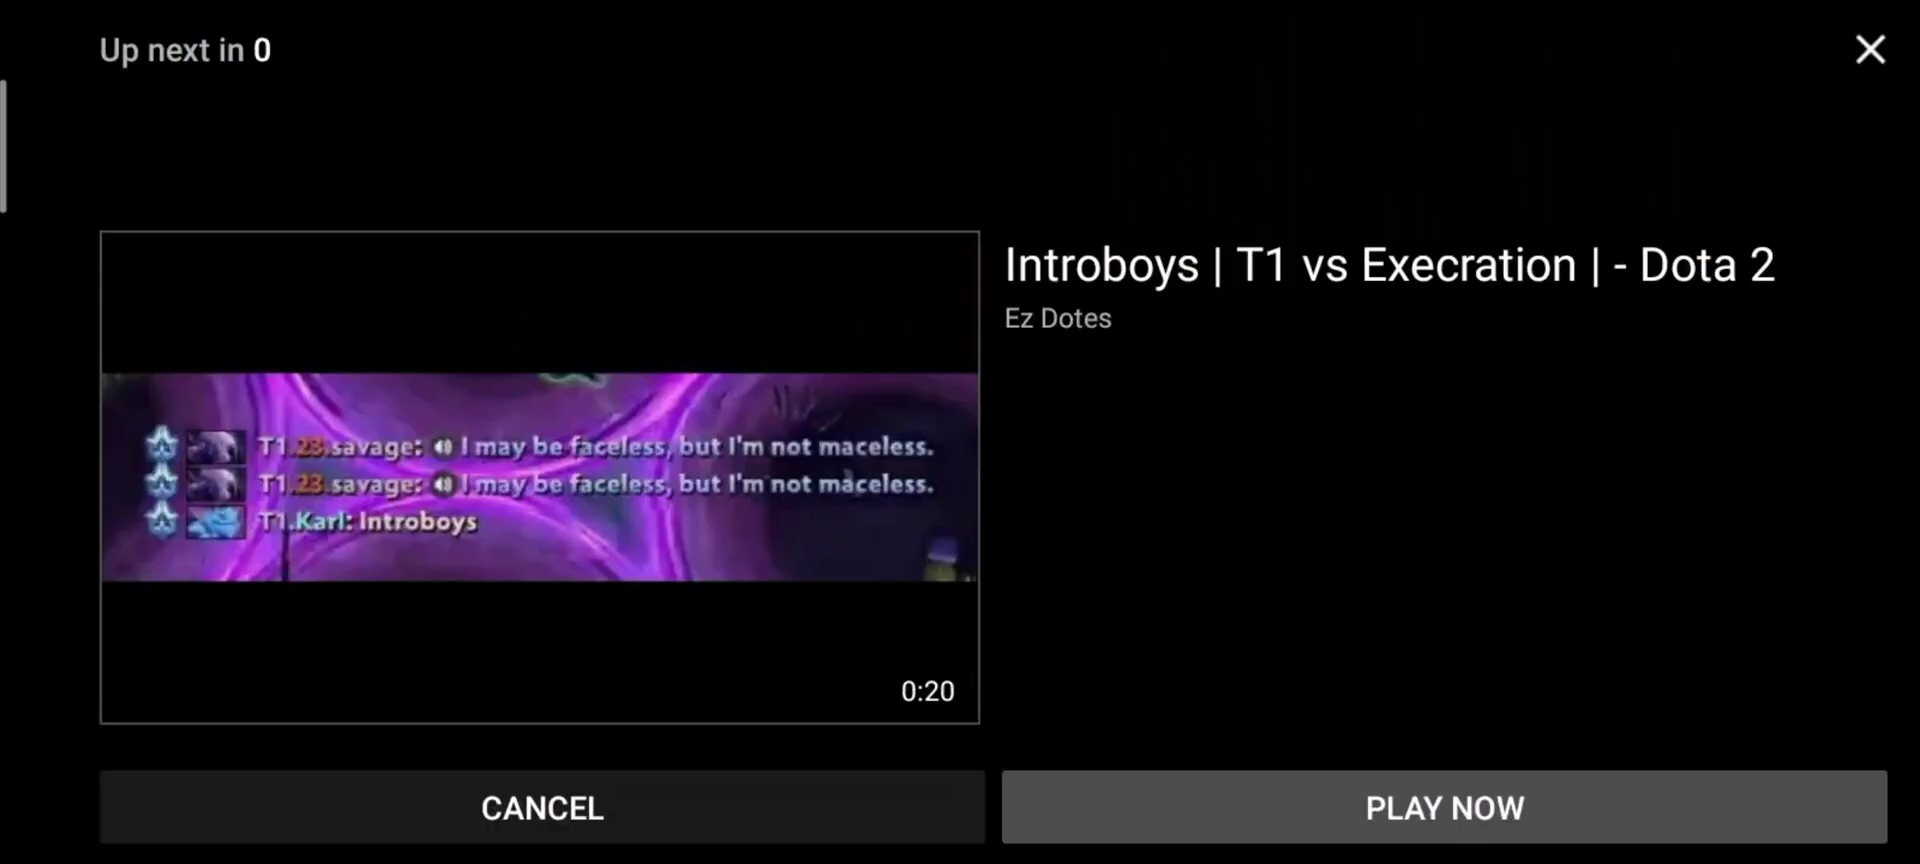 Up next in 0
Introboys | T1 vs Execration | - Dota 2
Ez Dotes
T1.23.savage: I may be faceless, but I'm not maceless.
T1.23.savage: I may be faceless, but I'm not maceless.
T1.Karl: Introboys
0:20
CANCEL
PLAY NOW